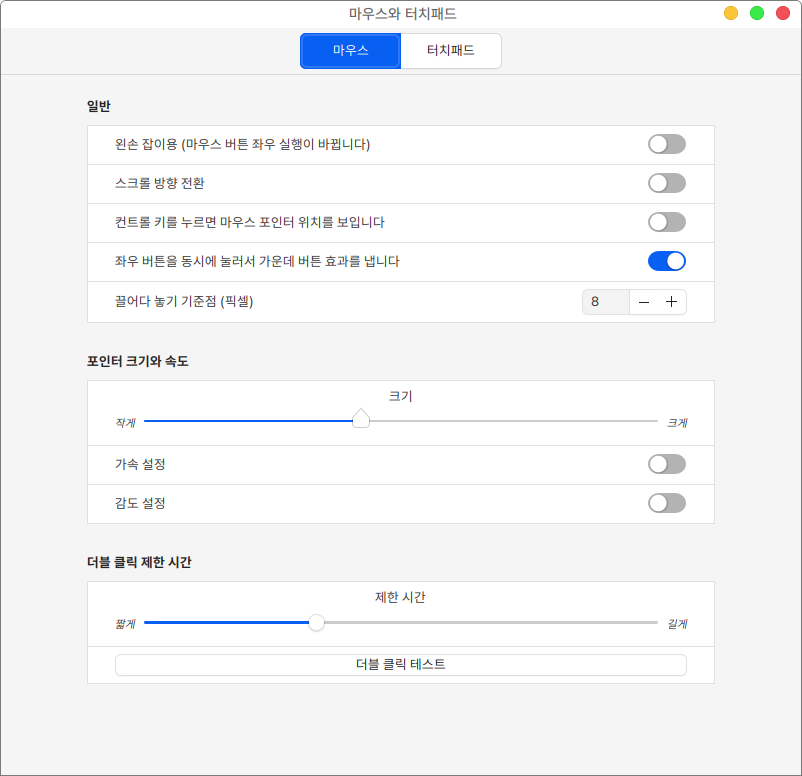 마우스와 터치패드
마우스
터치패드
일반
왼손 잡이용 (마우스 버튼 좌우 실행이 바뀝니다)
스크롤 방향 전환
컨트롤 키를 누르면 마우스 포인터 위치를 보입니다
좌우 버튼을 동시에 눌러서 가운데 버튼 효과를 냅니다
끌어다 놓기 기준점 (픽셀)
8
포인터 크기와 속도
크기
작게
크게
가속 설정
감도 설정
더블 클릭 제한 시간
제한 시간
짧게
길게
더블 클릭 테스트